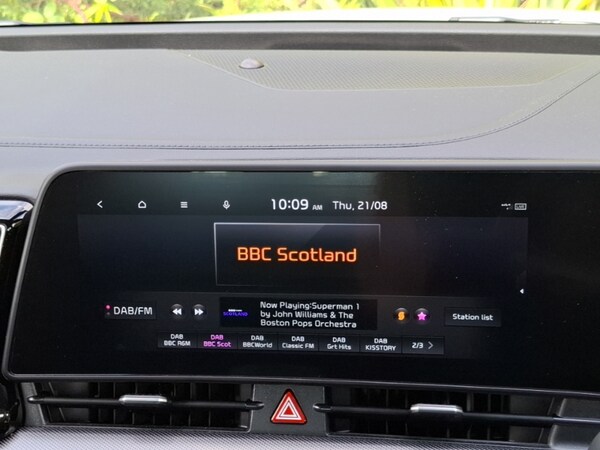 10:09 AM Thu, 21/08
BBC Scotland
DAB/FM
SCOTLAND
Now Playing:Superman 1
by John Williams & The
Boston Pops Orchestra
Station list
DAB DAB DAB DAB DAB DAB
BBC R6M BBC Scot BBCWorld Classic FM Grt Hits KISSTORY 2/3